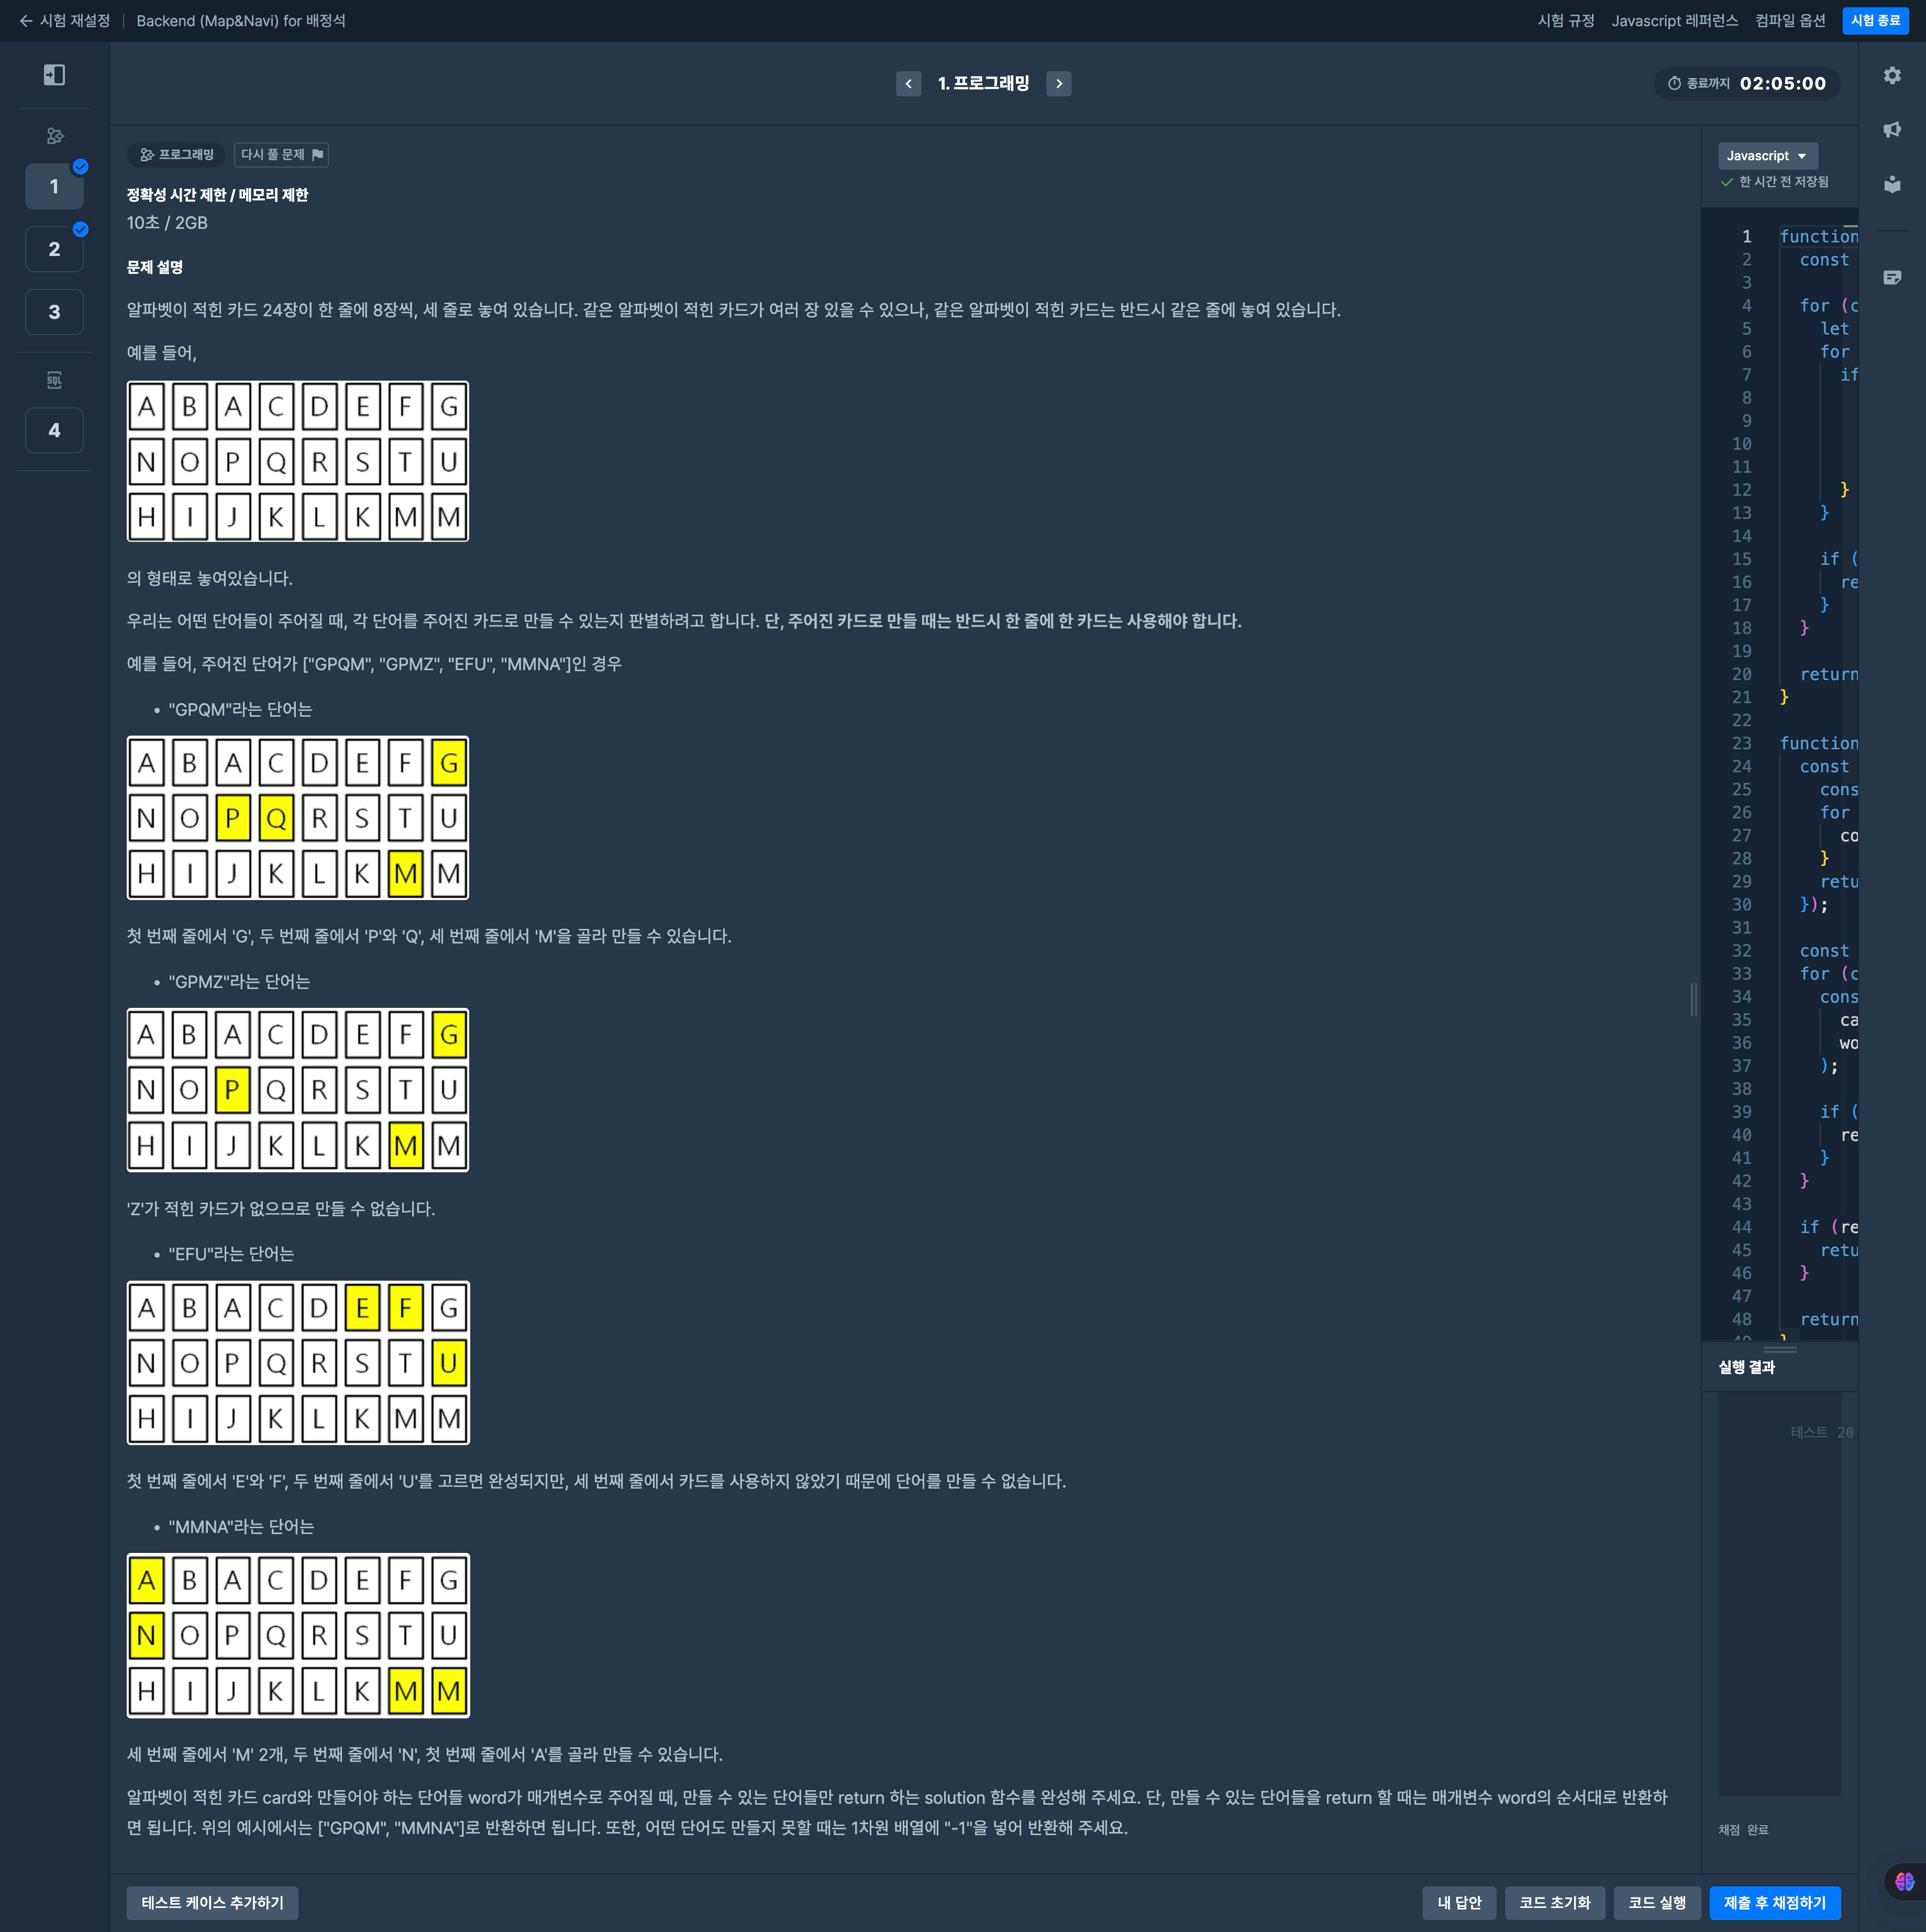 시험 재설정
Backend (Map&Navi) for 배정석
시험 규정 Javascript 레퍼런스 컴파일 옵션 시험 종료
1. 프로그래밍
종료까지 02:05:00
1
2
3
SQL
4
프로그래밍 다시 풀 문제
정확성 시간 제한 / 메모리 제한
10초 / 2GB
문제 설명
알파벳이 적힌 카드 24장이 한 줄에 8장씩, 세 줄로 놓여 있습니다. 같은 알파벳이 적힌 카드가 여러 장 있을 수 있으나, 같은 알파벳이 적힌 카드는 반드시 같은 줄에 놓여 있습니다.
예를 들어,
A B A C D E F G
N O P Q R S T U
H I J K L K M M
의 형태로 놓여있습니다.
우리는 어떤 단어들이 주어질 때, 각 단어를 주어진 카드로 만들 수 있는지 판별하려고 합니다. 단, 주어진 카드로 만들 때는 반드시 한 줄에 한 카드는 사용해야 합니다.
예를 들어, 주어진 단어가 ["GPQM", "GPMZ", "EFU", "MMNA"]인 경우
• "GPQM"라는 단어는
A B A C D E F G
N O P Q R S T U
H I J K L K M M
첫 번째 줄에서 'G', 두 번째 줄에서 'P'와 'Q', 세 번째 줄에서 'M'을 골라 만들 수 있습니다.
• "GPMZ"라는 단어는
A B A C D E F G
N O P Q R S T U
H I J K L K M M
'Z'가 적힌 카드가 없으므로 만들 수 없습니다.
• "EFU"라는 단어는
A B A C D E F G
N O P Q R S T U
H I J K L K M M
첫 번째 줄에서 'E'와 'F', 두 번째 줄에서 'U'를 고르면 완성되지만, 세 번째 줄에서 카드를 사용하지 않았기 때문에 단어를 만들 수 없습니다.
• "MMNA"라는 단어는
A B A C D E F G
N O P Q R S T U
H I J K L K M M
세 번째 줄에서 'M' 2개, 두 번째 줄에서 'N', 첫 번째 줄에서 'A'를 골라 만들 수 있습니다.
알파벳이 적힌 카드 card와 만들어야 하는 단어들 word가 매개변수로 주어질 때, 만들 수 있는 단어들만 return 하는 solution 함수를 완성해 주세요. 단, 만들 수 있는 단어들을 return 할 때는 매개변수 word의 순서대로 반환하
면 됩니다. 위의 예시에서는 ["GPQM", "MMNA"]로 반환하면 됩니다. 또한, 어떤 단어도 만들지 못할 때는 1차원 배열에 "-1"을 넣어 반환해 주세요.
Javascript
한 시간 전 저장됨
1 function
2 const
3
4 for (c
5 let
6 for
7 if
8
9
10
11
12 }
13 }
14
15 if (
16 re
17 }
18 }
19
20 return
21 }
22
23 function
24 const
25 cons
26 for
27 co
28 }
29 retu
30 });
31
32 const
33 for (c
34 cons
35 ca
36 wo
37 );
38
39 if (
40 re
41 }
42 }
43
44 if (re
45 retu
46 }
47
48 return
49 }
실행 결과
테스트 20
채점 완료
테스트 케이스 추가하기
내 답안 코드 초기화 코드 실행 제출 후 채점하기